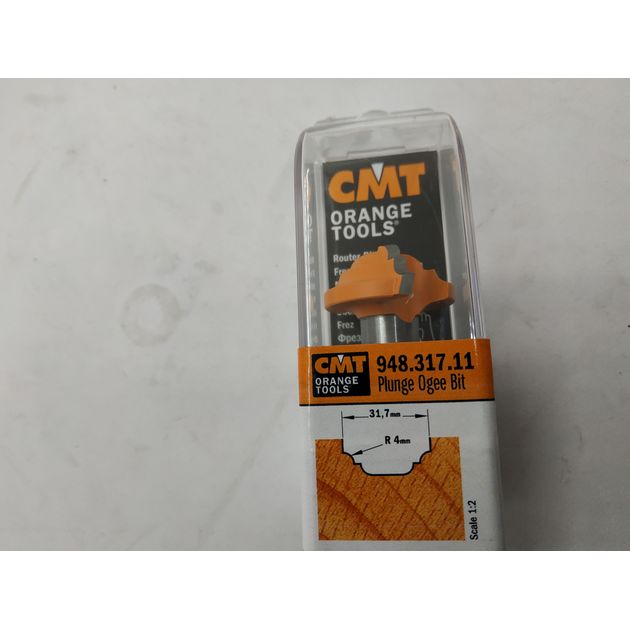 CMT
ORANGE
TOOLS®
Router
Frez
Фрез
CMT
ORANGE
TOOLS®
948.317.11
Plunge Ogee Bit
31,7mm
R 4mm
Scale 1:2